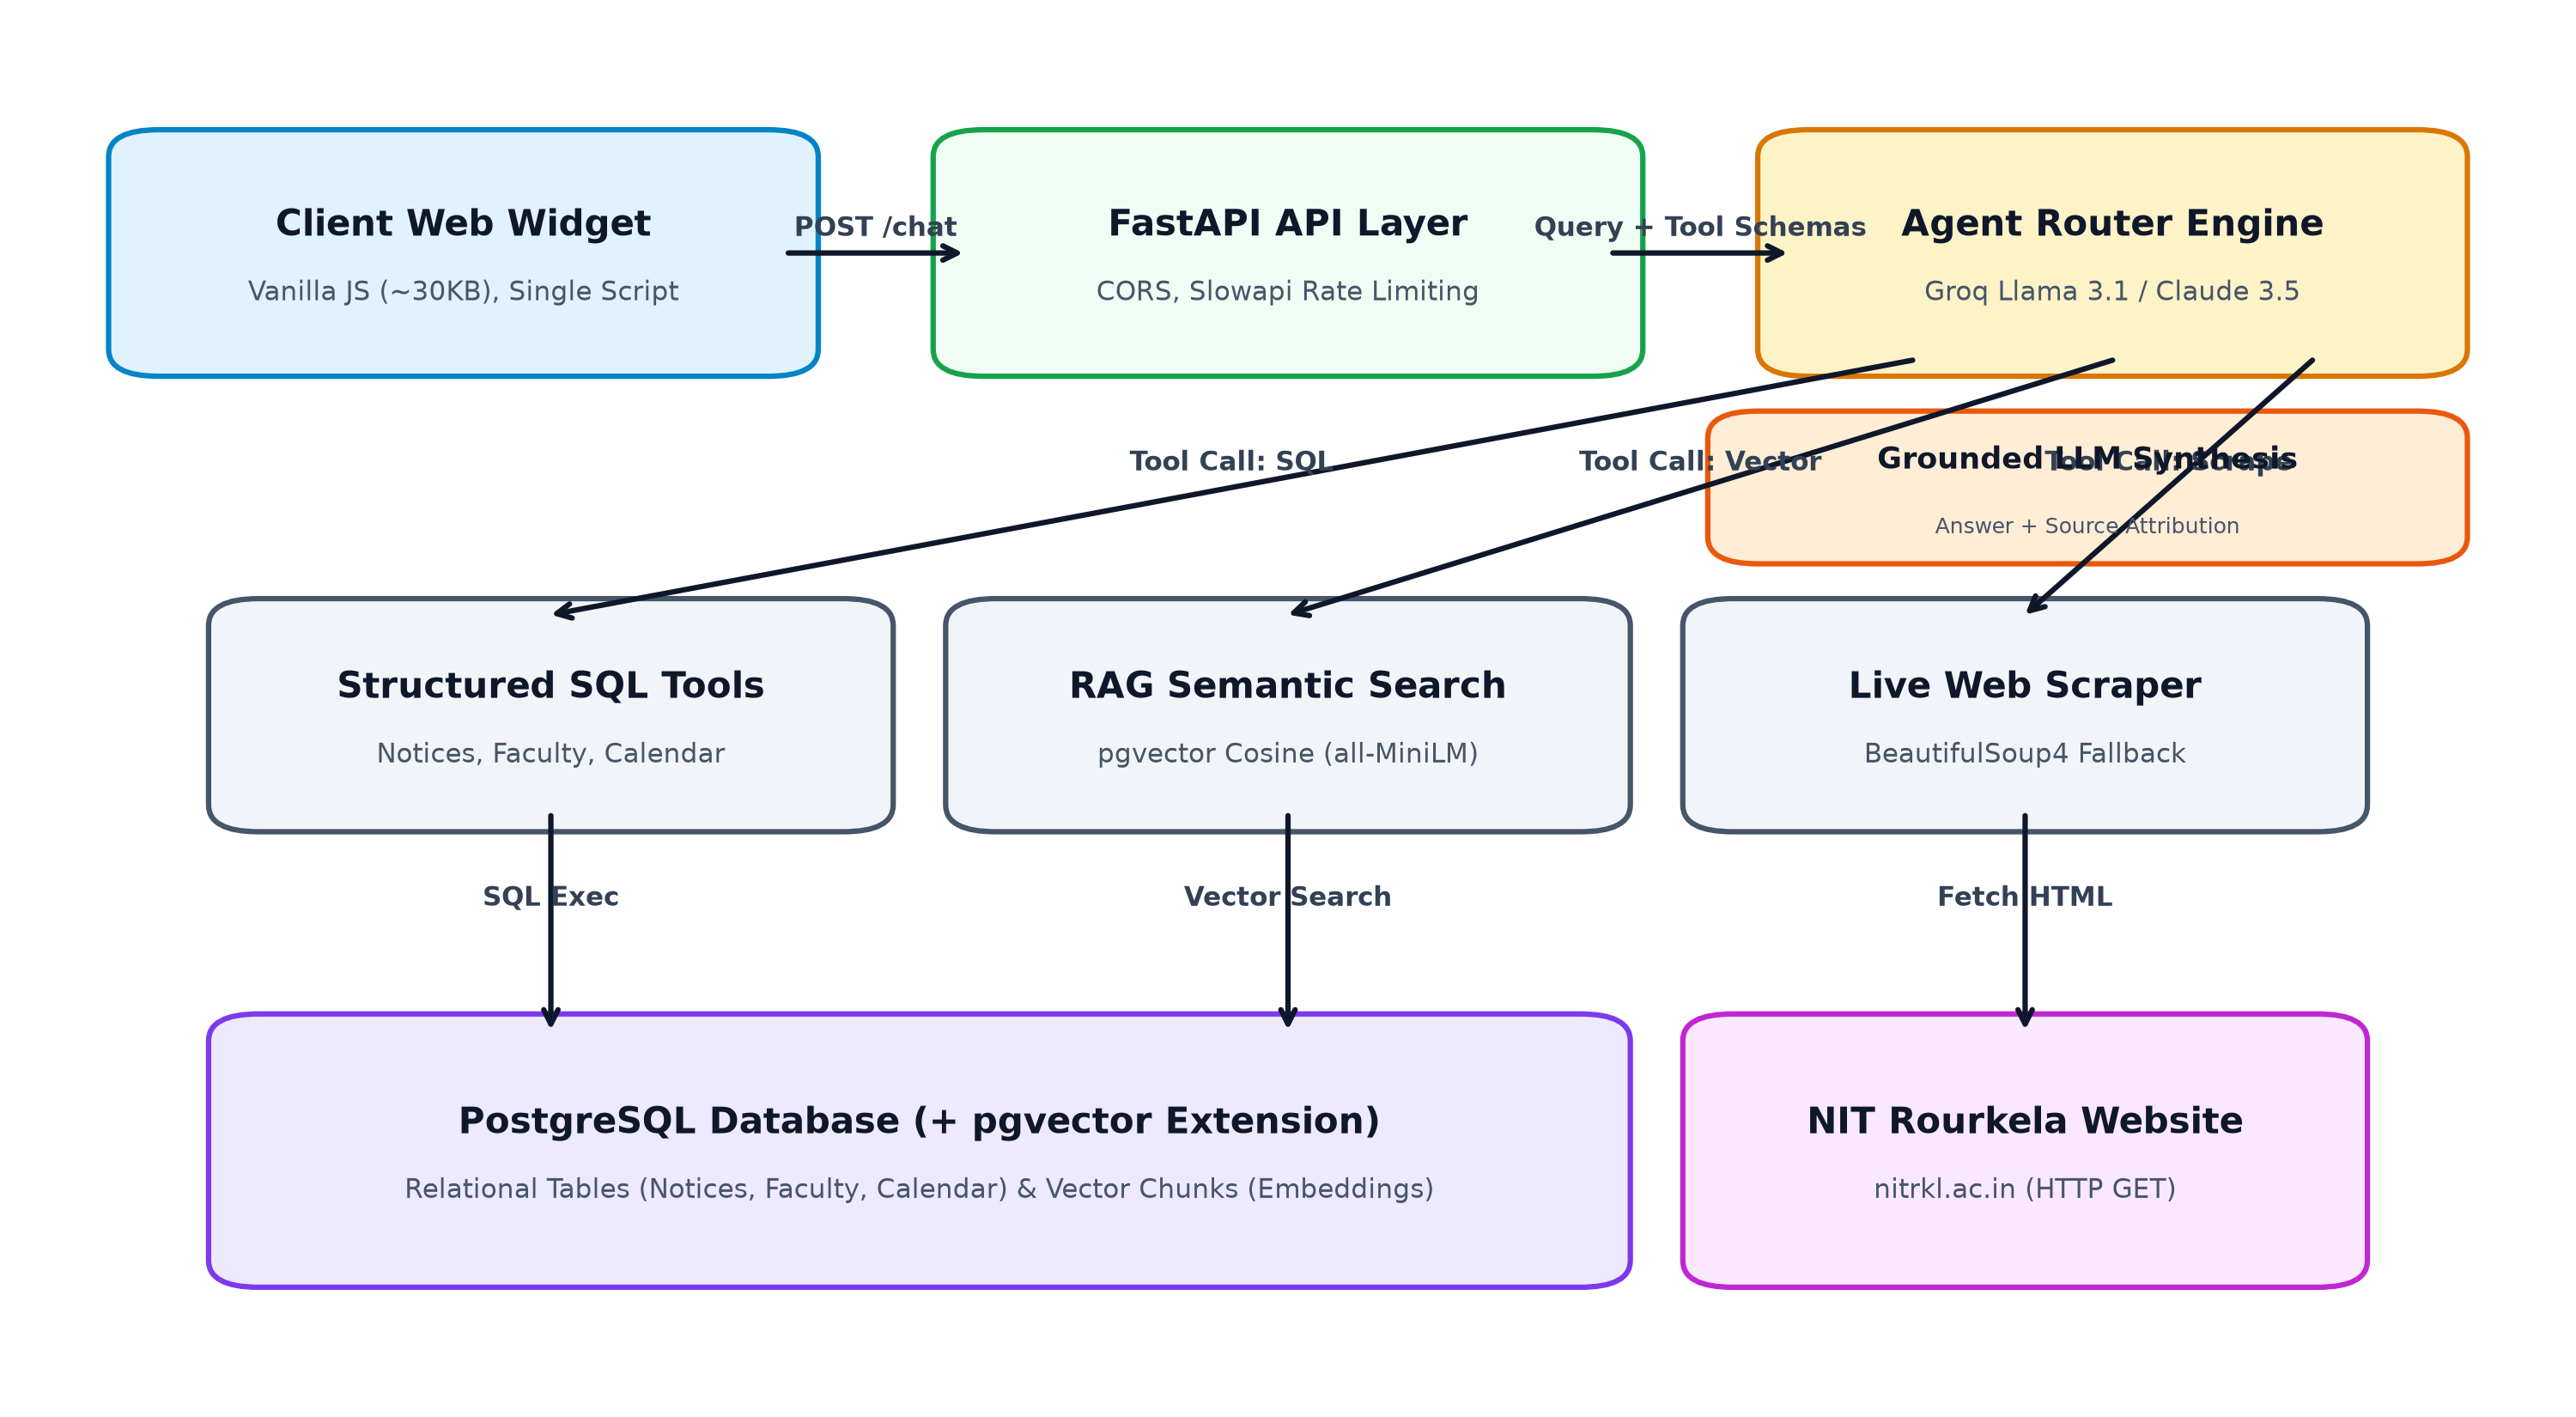 Client Web Widget
Vanilla JS (~30KB), Single Script
POST /chat
FastAPI API Layer
CORS, Slowapi Rate Limiting
Query + Tool Schemas
Agent Router Engine
Groq Llama 3.1 / Claude 3.5
Tool Call: SQL
Tool Call: Vector
Tool Call: Scrape
Grounded LLM Synthesis
Answer + Source Attribution
Structured SQL Tools
Notices, Faculty, Calendar
RAG Semantic Search
pgvector Cosine (all-MiniLM)
Live Web Scraper
BeautifulSoup4 Fallback
SQL Exec
Vector Search
Fetch HTML
PostgreSQL Database (+ pgvector Extension)
Relational Tables (Notices, Faculty, Calendar) & Vector Chunks (Embeddings)
NIT Rourkela Website
nitrkl.ac.in (HTTP GET)